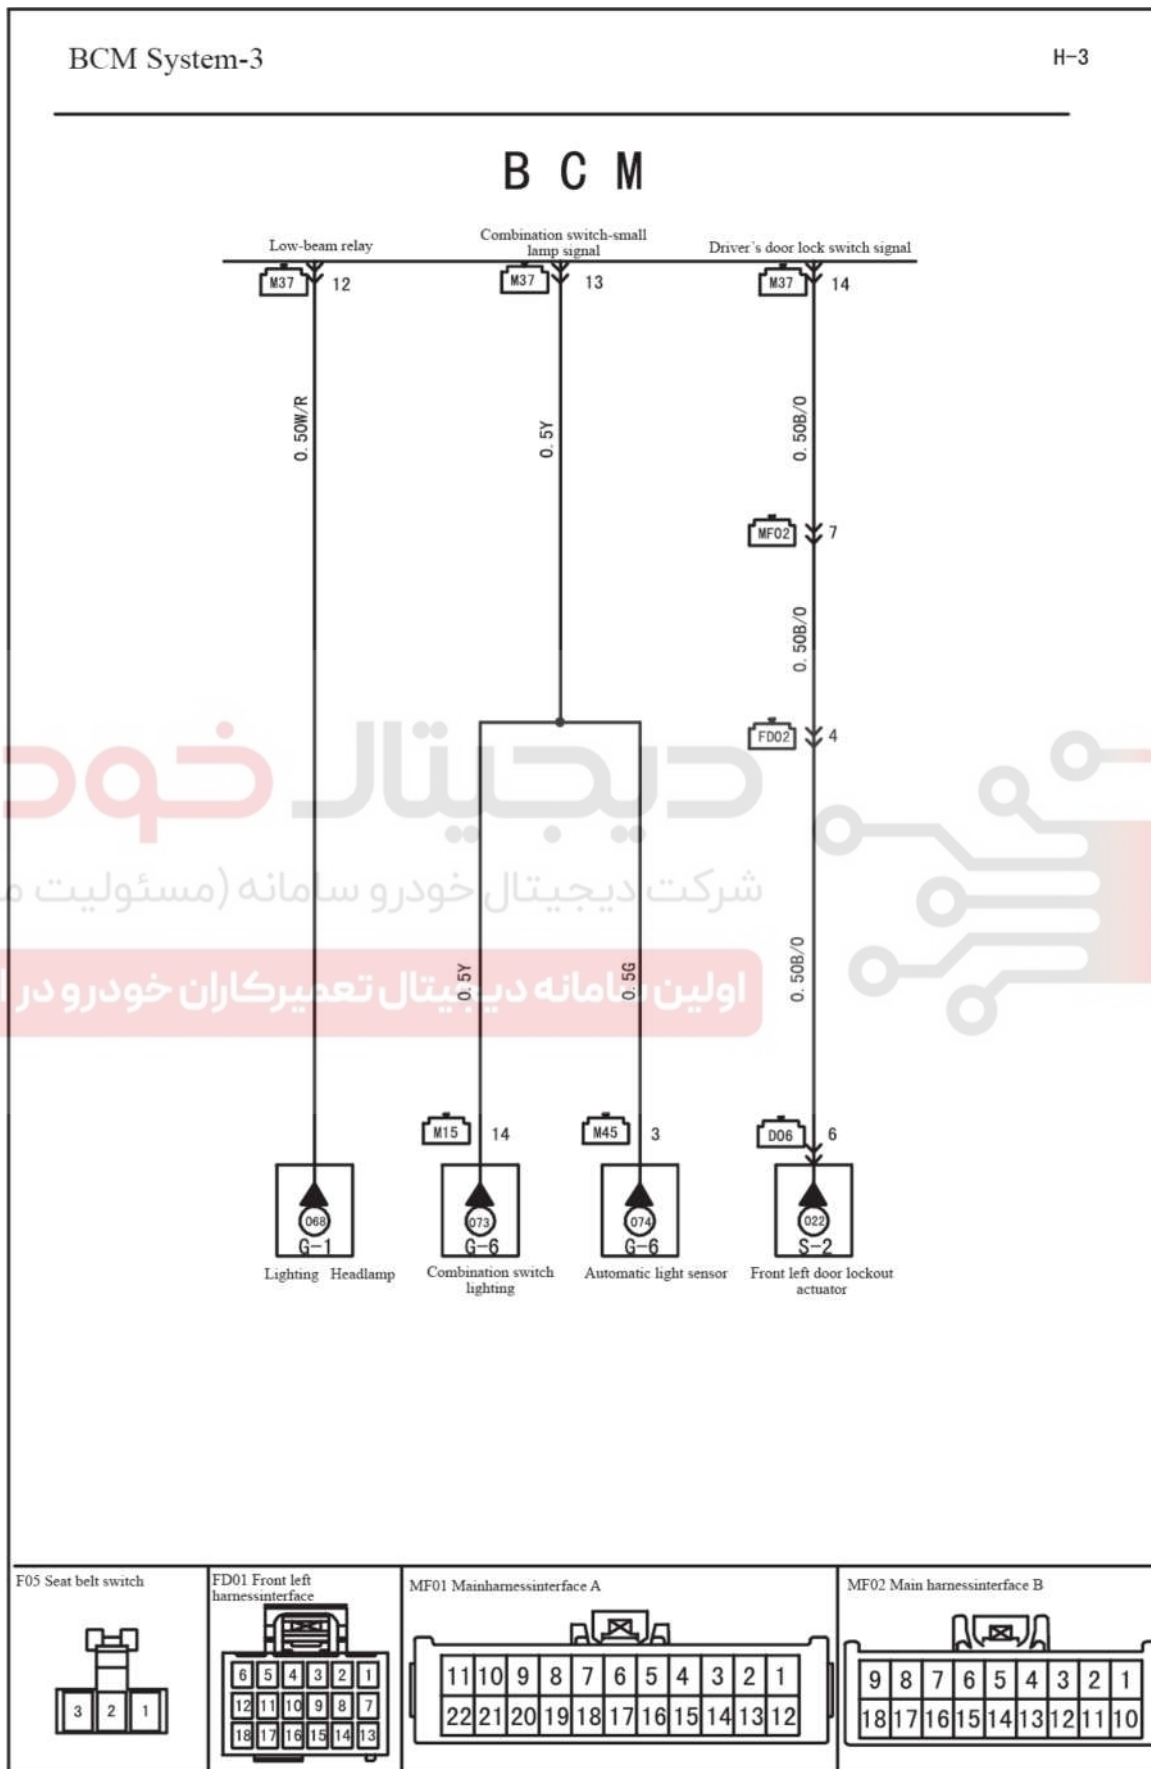 BCM System-3
H-3
B C M
Low-beam relay
Combination switch-small
lamp signal
Driver's door lock switch signal
M37
12
M37
13
M37
14
0.50W/R
0.5Y
0.50B/O
MF02
7
0.50B/O
FD02
4
دیجیتال خود
شرکت دیجیتال خودرو سامانه (مسئولیت
اولین سامانه دیجیتال تعمیرکاران خودرو در
0.5Y
0.5G
0.50B/O
M15
14
M45
3
D06
6
068
073
074
022
G-1
G-6
G-6
S-2
Lighting Headlamp
Combination switch
lighting
Automatic light sensor
Front left door lockout
actuator
F05 Seat belt switch
3 2 1
FD01 Front left
harnessinterface
6 5 4 3 2 1
12 11 10 9 8 7
18 17 16 15 14 13
MF01 Mainharnessinterface A
11 10 9 8 7 6 5 4 3 2 1
22 21 20 19 18 17 16 15 14 13 12
MF02 Main harnessinterface B
9 8 7 6 5 4 3 2 1
18 17 16 15 14 13 12 11 10